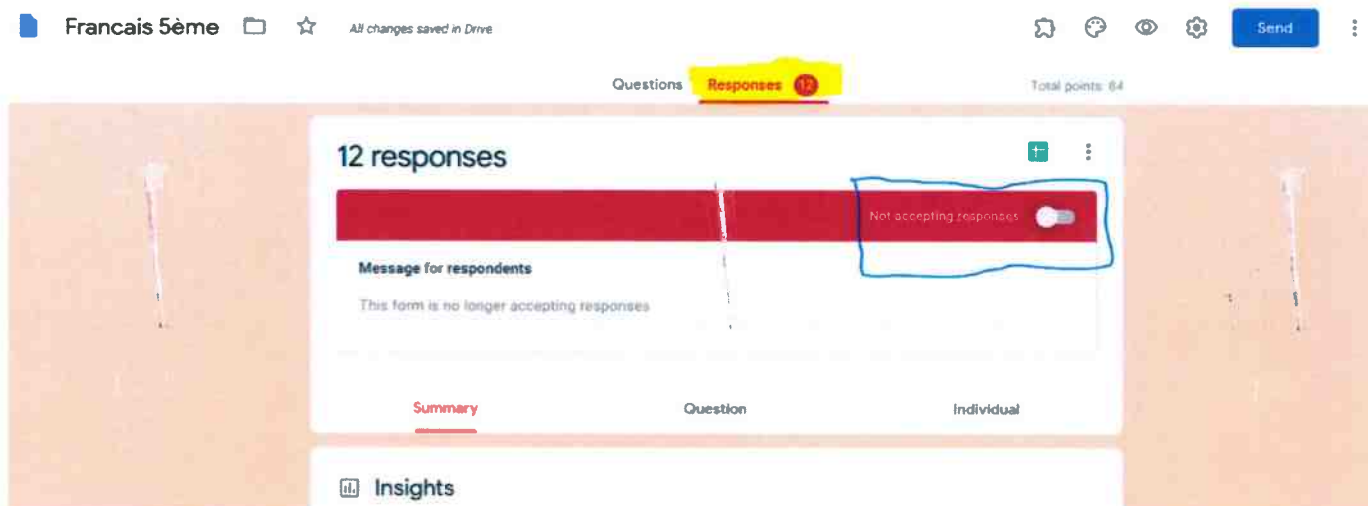 Francais 5ème All changes saved in Drive Send
Questions Responses 12 Total points: 64
12 responses
Not accepting responses
Message for respondents
This form is no longer accepting responses
Summary Question Individual
Insights